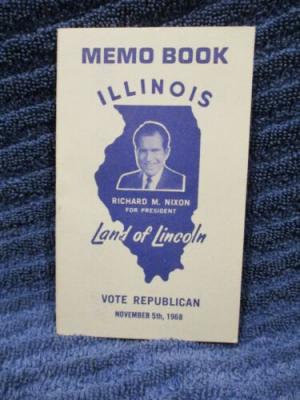 MEMO BOOK
ILLINOIS
RICHARD M. NIXON
FOR PRESIDENT
Land of Lincoln
VOTE REPUBLICAN
NOVEMBER 5th, 1968